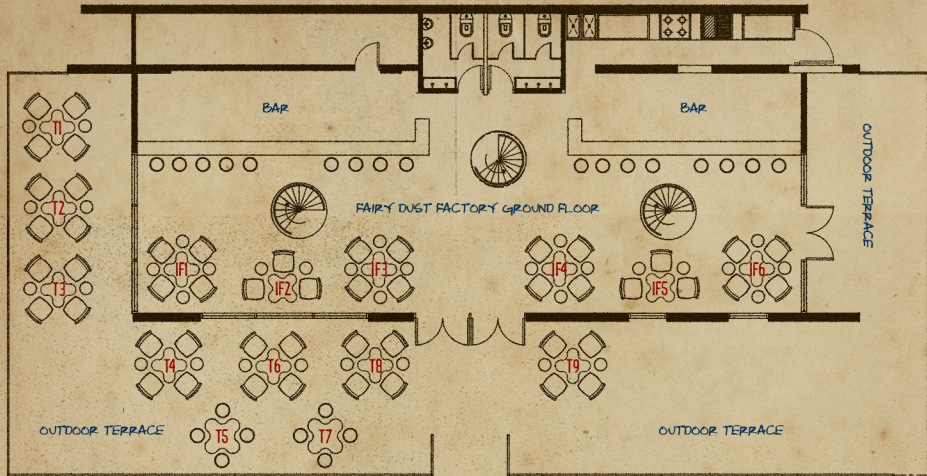 BAR
BAR
T1
OUTDOOR TERRACE
T2
FAIRY DUST FACTORY GROUND FLOOR
IF1
IF2
IF3
IF4
IF5
IF6
T3
T4
T6
T8
T9
OUTDOOR TERRACE
T5
T7
OUTDOOR TERRACE